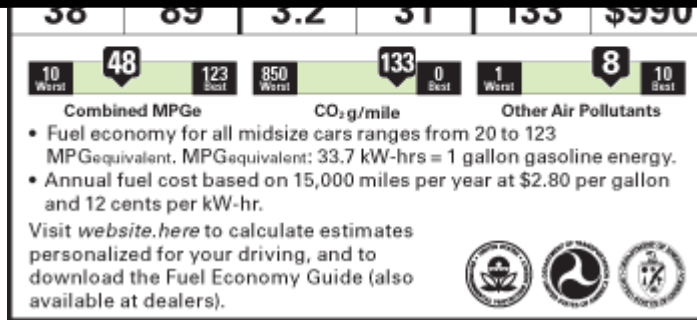 38 89 3.2 31 133 $990
48 133 8
10 Worst 123 Best 850 Worst 0 Best 1 Worst 10 Best
Combined MPGe CO₂ g/mile Other Air Pollutants
• Fuel economy for all midsize cars ranges from 20 to 123
MPGequivalent. MPGequivalent: 33.7 kW-hrs = 1 gallon gasoline energy.
• Annual fuel cost based on 15,000 miles per year at $2.80 per gallon
and 12 cents per kW-hr.
Visit website.here to calculate estimates
personalized for your driving, and to
download the Fuel Economy Guide (also
available at dealers).